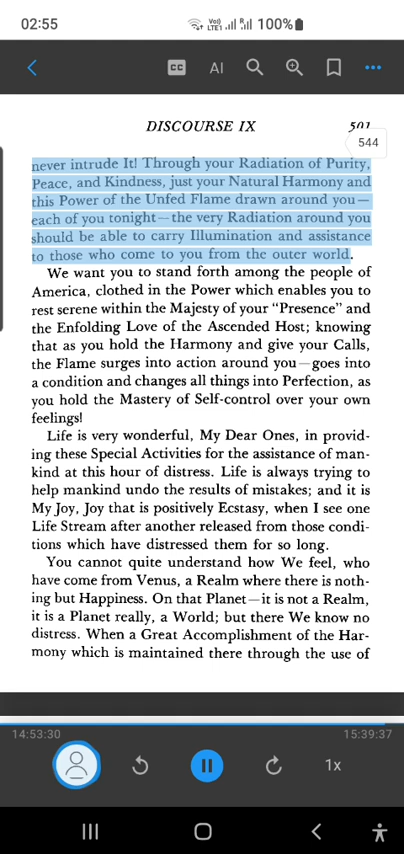 02:55
Vo)) LTE1 R 100%
CC AI
DISCOURSE IX 501
544
never intrude It! Through your Radiation of Purity,
Peace, and Kindness, just your Natural Harmony and
this Power of the Unfed Flame drawn around you—
each of you tonight—the very Radiation around you
should be able to carry Illumination and assistance
to those who come to you from the outer world.
We want you to stand forth among the people of
America, clothed in the Power which enables you to
rest serene within the Majesty of your "Presence" and
the Enfolding Love of the Ascended Host; knowing
that as you hold the Harmony and give your Calls,
the Flame surges into action around you—goes into
a condition and changes all things into Perfection, as
you hold the Mastery of Self-control over your own
feelings!
Life is very wonderful, My Dear Ones, in provid-
ing these Special Activities for the assistance of man-
kind at this hour of distress. Life is always trying to
help mankind undo the results of mistakes; and it is
My Joy, Joy that is positively Ecstasy, when I see one
Life Stream after another released from those condi-
tions which have distressed them for so long.
You cannot quite understand how We feel, who
have come from Venus, a Realm where there is noth-
ing but Happiness. On that Planet—it is not a Realm,
it is a Planet really, a World; but there We know no
distress. When a Great Accomplishment of the Har-
mony which is maintained there through the use of
14:53:30 15:39:37
1x